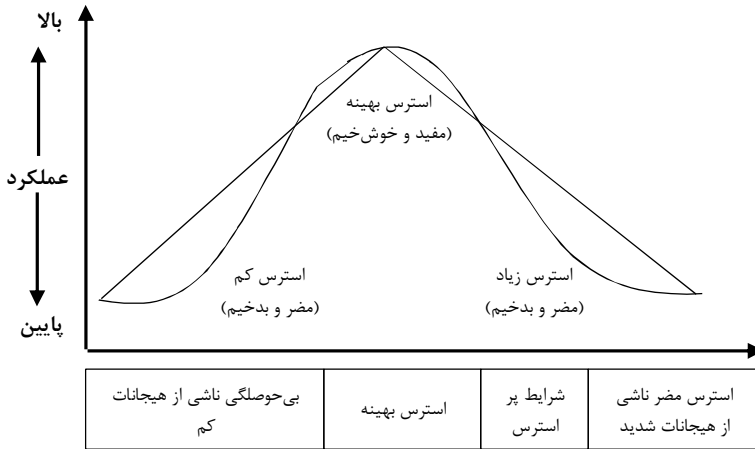 بالا
عملکرد
پایین
استرس بهینه
(مفید و خوش‌خیم)
استرس کم
(مضر و بدخیم)
استرس زیاد
(مضر و بدخیم)
بی‌حوصلگی ناشی از هیجانات
کم
استرس بهینه
شرایط پر
استرس
استرس مضر ناشی
از هیجانات شدید